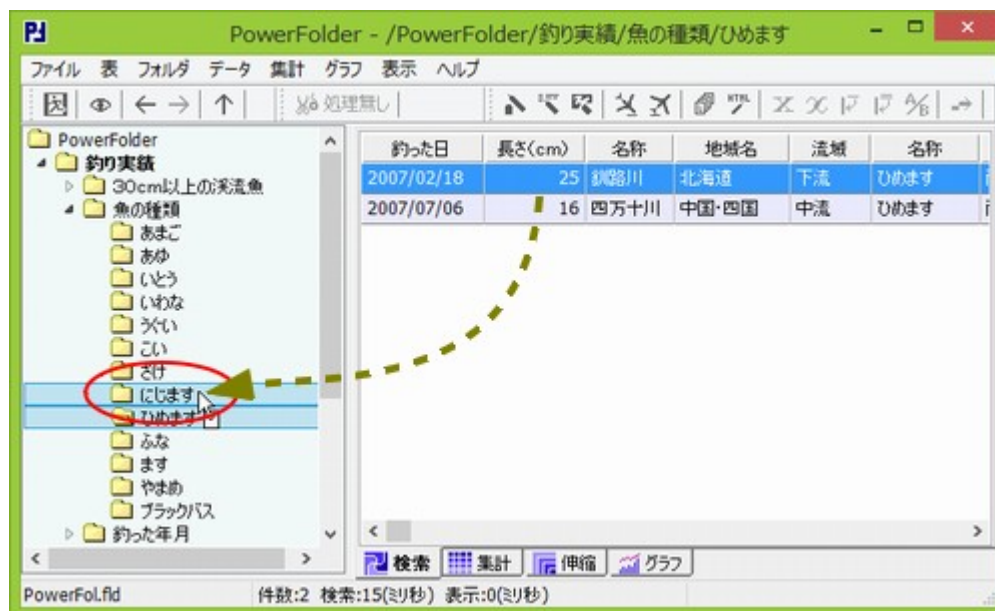 PowerFolder - /PowerFolder/釣り実績/魚の種類/ひめます
ファイル 表 フォルダ データ 集計 グラフ 表示 ヘルプ
処理無し
PowerFolder
釣り実績
30cm以上の渓流魚
魚の種類
あまご
あゆ
いとう
いわな
うぐい
こい
さけ
にじます
ひめます
ふな
ます
やまめ
ブラックバス
釣った年月
釣った日 長さ(cm) 名称 地域名 流域 名称
2007/02/18 25 釧路川 北海道 下流 ひめます
2007/07/06 16 四万十川 中国・四国 中流 ひめます
検索 集計 伸縮 グラフ
PowerFol.fld 件数:2 検索:15(ミリ秒) 表示:0(ミリ秒)